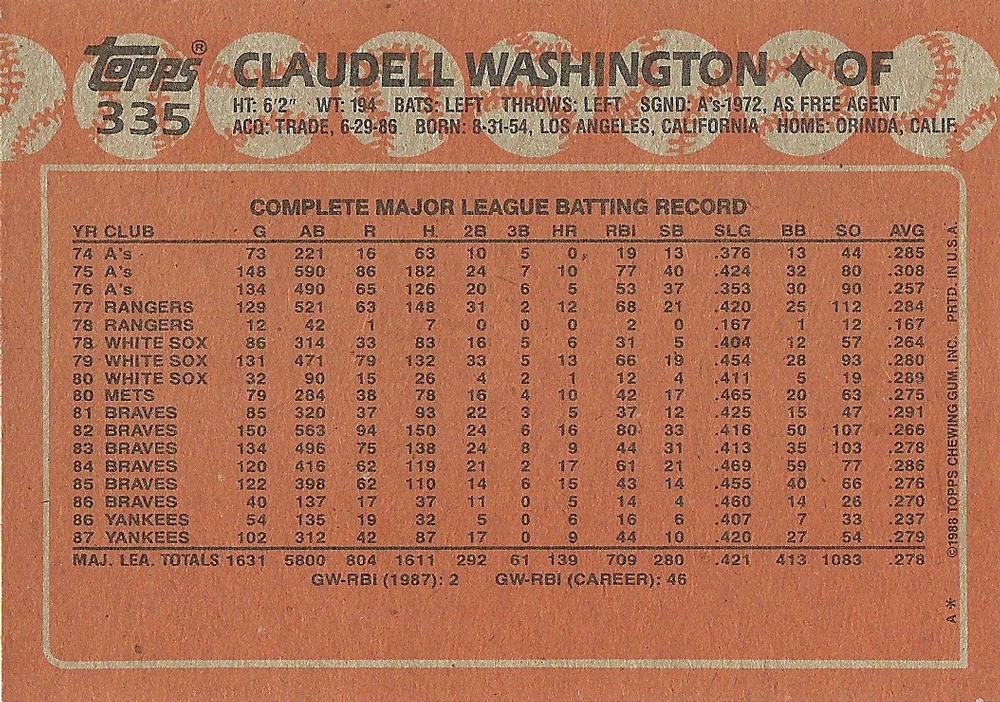 Topps®
335
CLAUDELL WASHINGTON ✦ OF
HT: 6'2" WT: 194 BATS: LEFT THROWS: LEFT SGND: A's-1972, AS FREE AGENT
ACQ: TRADE, 6-29-86 BORN: 8-31-54, LOS ANGELES, CALIFORNIA HOME: ORINDA, CALIF.
COMPLETE MAJOR LEAGUE BATTING RECORD
YR CLUB G AB R H 2B 3B HR RBI SB SLG BB SO AVG
74 A's 73 221 16 63 10 5 0 19 13 .376 13 44 .285
75 A's 148 590 86 182 24 7 10 77 40 .424 32 80 .308
76 A's 134 490 65 126 20 6 5 53 37 .353 30 90 .257
77 RANGERS 129 521 63 148 31 2 12 68 21 .420 25 112 .284
78 RANGERS 12 42 1 7 0 0 0 2 0 .167 1 12 .167
78 WHITE SOX 86 314 33 83 16 5 6 31 5 .404 12 57 .264
79 WHITE SOX 131 471 79 132 33 5 13 66 19 .454 28 93 .280
80 WHITE SOX 32 90 15 26 4 2 1 12 4 .411 5 19 .289
80 METS 79 284 38 78 16 4 10 42 17 .465 20 63 .275
81 BRAVES 85 320 37 93 22 3 5 37 12 .425 15 47 .291
82 BRAVES 150 563 94 150 24 6 16 80 33 .416 50 107 .266
83 BRAVES 134 496 75 138 24 8 9 44 31 .413 35 103 .278
84 BRAVES 120 416 62 119 21 2 17 61 21 .469 59 77 .286
85 BRAVES 122 398 62 110 14 6 15 43 14 .455 40 66 .276
86 BRAVES 40 137 17 37 11 0 5 14 4 .460 14 26 .270
86 YANKEES 54 135 19 32 5 0 6 16 6 .407 7 33 .237
87 YANKEES 102 312 42 87 17 0 9 44 10 .420 27 54 .279
MAJ. LEA. TOTALS 1631 5800 804 1611 292 61 139 709 280 .421 413 1083 .278
GW-RBI (1987): 2 GW-RBI (CAREER): 46
A * ©1988 TOPPS CHEWING GUM, INC. PRTD. IN U.S.A.